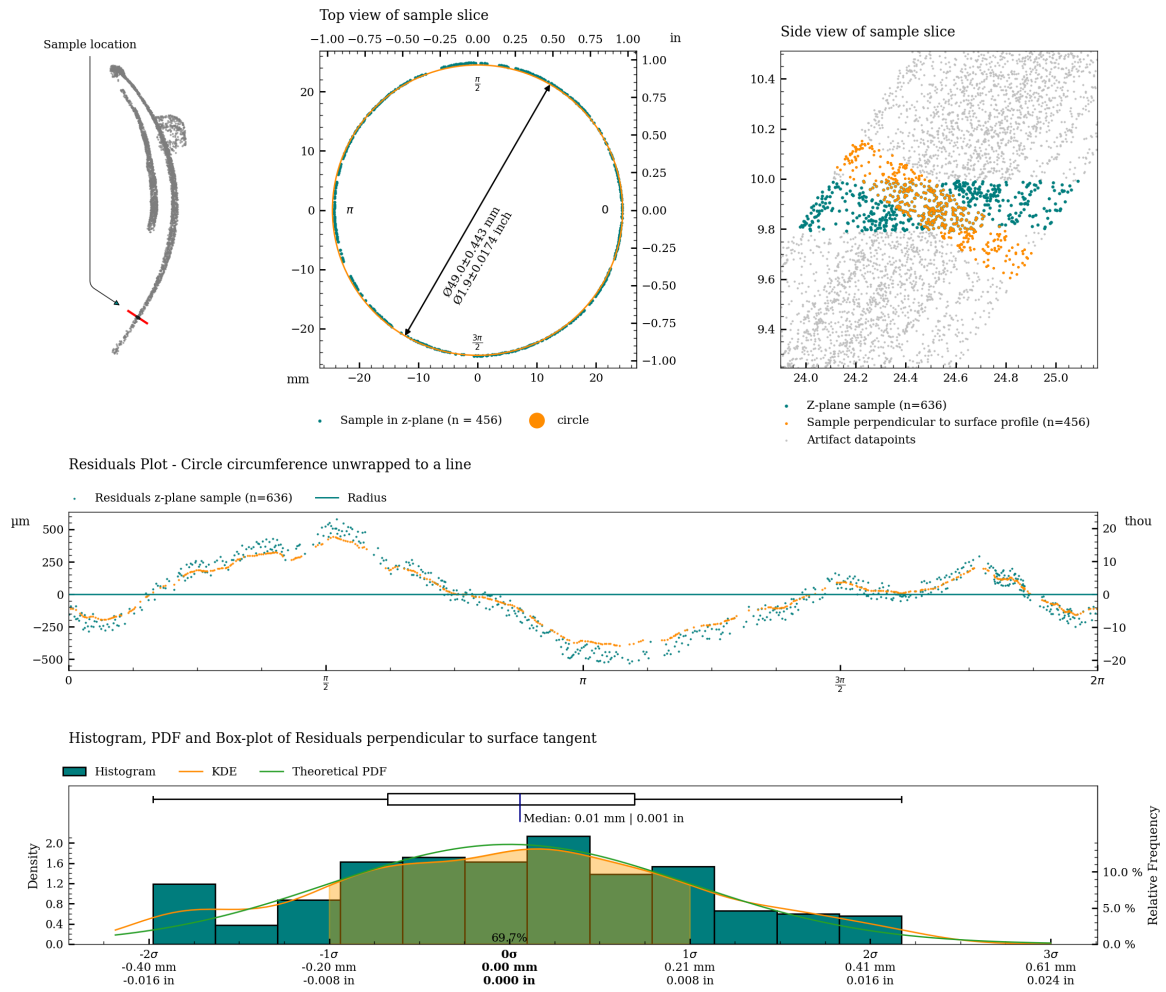 Sample location
Top view of sample slice
−1.00 −0.75 −0.50 −0.25 0.00 0.25 0.50 0.75 1.00 in
20
10
0
−10
−20
mm
1.00
0.75
0.50
0.25
0.00
−0.25
−0.50
−0.75
−1.00
π/2
π
0
3π/2
Ø49.0±0.443 mm
Ø1.9±0.0174 inch
−20 −10 0 10 20
Sample in z-plane (n = 456) circle
Side view of sample slice
10.4
10.2
10.0
9.8
9.6
9.4
24.0 24.2 24.4 24.6 24.8 25.0
Z-plane sample (n=636)
Sample perpendicular to surface profile (n=456)
Artifact datapoints
Residuals Plot - Circle circumference unwrapped to a line
Residuals z-plane sample (n=636) Radius
µm
500
250
0
−250
−500
thou
20
10
0
−10
−20
0 π/2 π 3π/2 2π
Histogram, PDF and Box-plot of Residuals perpendicular to surface tangent
Histogram KDE Theoretical PDF
Median: 0.01 mm | 0.001 in
Density
2.0
1.6
1.2
0.8
0.4
0.0
69.7%
Relative Frequency
10.0 %
5.0 %
0.0 %
-2σ -1σ 0σ 1σ 2σ 3σ
-0.40 mm -0.20 mm 0.00 mm 0.21 mm 0.41 mm 0.61 mm
-0.016 in -0.008 in 0.000 in 0.008 in 0.016 in 0.024 in